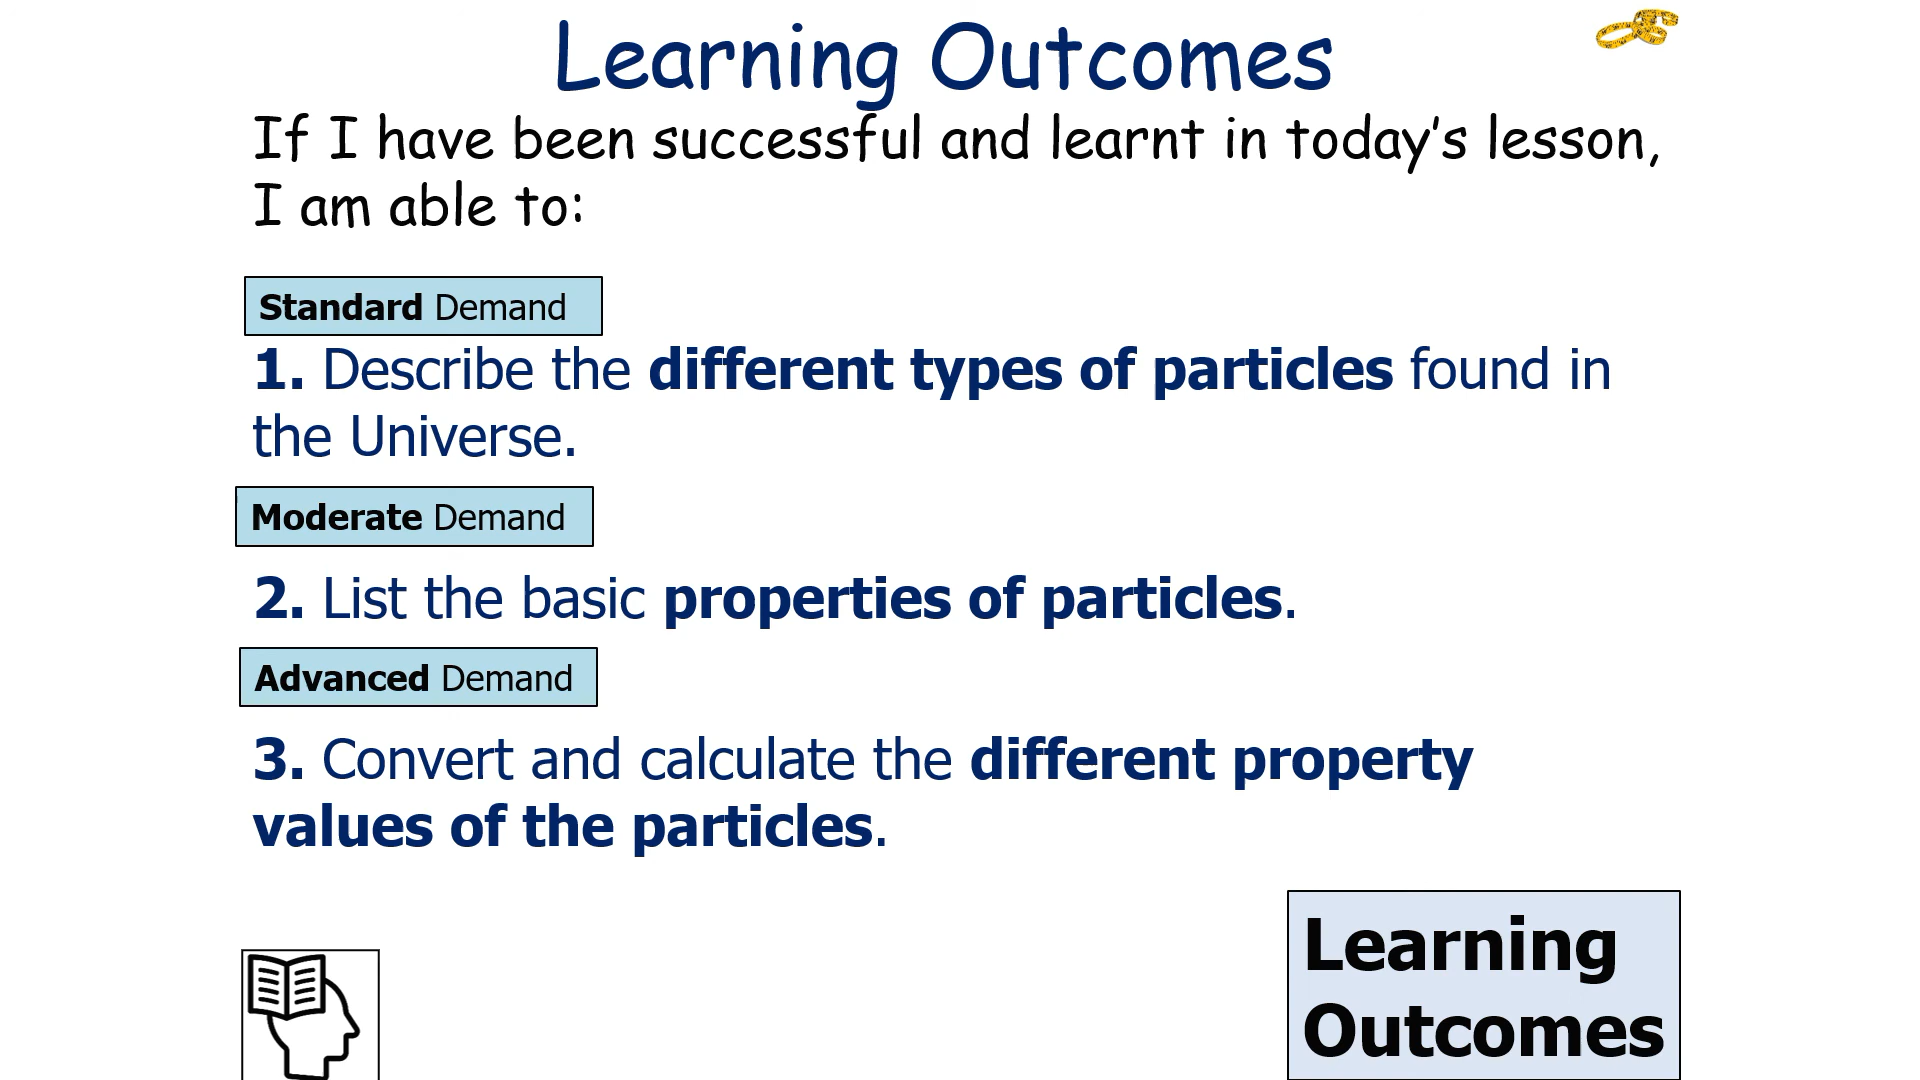 Learning Outcomes
If I have been successful and learnt in today’s lesson,
I am able to:
Standard Demand
1. Describe the different types of particles found in
the Universe.
Moderate Demand
2. List the basic properties of particles.
Advanced Demand
3. Convert and calculate the different property
values of the particles.
Learning
Outcomes